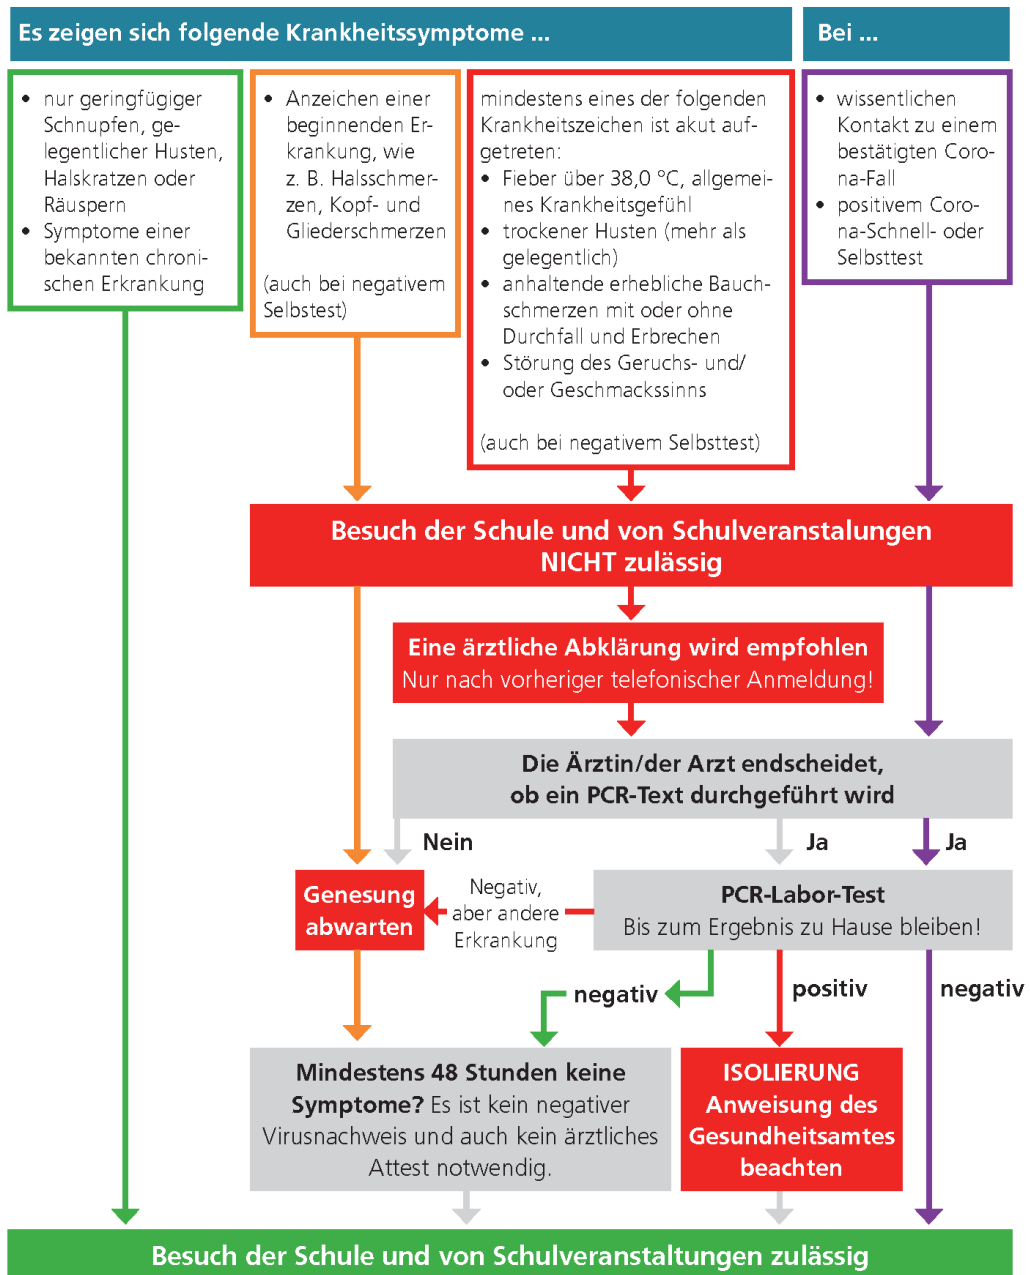 Es zeigen sich folgende Krankheitssymptome ...
Bei ...
• nur geringfügiger
Schnupfen, ge-
legentlicher Husten,
Halskratzen oder
Räuspern
• Symptome einer
bekannten chroni-
schen Erkrankung
• Anzeichen einer
beginnenden Er-
krankung, wie
z. B. Halsschmer-
zen, Kopf- und
Gliederschmerzen
(auch bei negativem
Selbstest)
mindestens eines der folgenden
Krankheitszeichen ist akut auf-
getreten:
• Fieber über 38,0 °C, allgemei-
nes Krankheitsgefühl
• trockener Husten (mehr als
gelegentlich)
• anhaltende erhebliche Bauch-
schmerzen mit oder ohne
Durchfall und Erbrechen
• Störung des Geruchs- und/
oder Geschmackssinns
(auch bei negativem Selbsttest)
• wissentlichen
Kontakt zu einem
bestätigten Coro-
na-Fall
• positivem Coro-
na-Schnell- oder
Selbsttest
Besuch der Schule und von Schulveranstalungen
NICHT zulässig
Eine ärztliche Abklärung wird empfohlen
Nur nach vorheriger telefonischer Anmeldung!
Die Ärztin/der Arzt endscheidet,
ob ein PCR-Text durchgeführt wird
Nein
Ja
Ja
Genesung
abwarten
Negativ,
aber andere
Erkrankung
PCR-Labor-Test
Bis zum Ergebnis zu Hause bleiben!
negativ
positiv
negativ
Mindestens 48 Stunden keine
Symptome? Es ist kein negativer
Virusnachweis und auch kein ärztliches
Attest notwendig.
ISOLIERUNG
Anweisung des
Gesundheitsamtes
beachten
Besuch der Schule und von Schulveranstaltungen zulässig